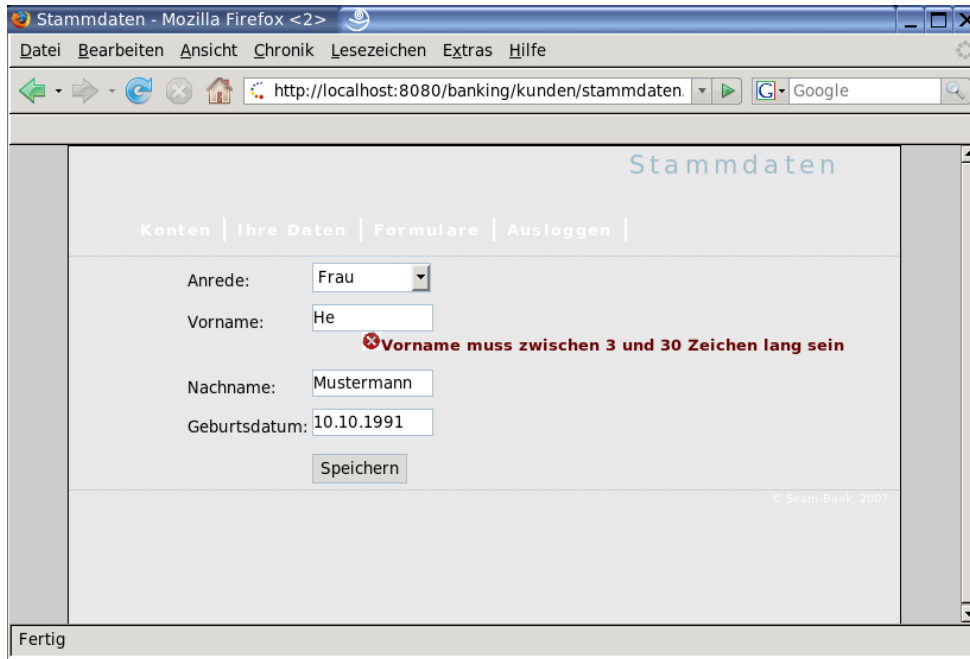 Stammdaten - Mozilla Firefox <2>
Datei Bearbeiten Ansicht Chronik Lesezeichen Extras Hilfe
http://localhost:8080/banking/kunden/stammdaten. G Google
Stammdaten
Konten | Ihre Daten | Formulare | Ausloggen |
Anrede: Frau
Vorname: He
Vorname muss zwischen 3 und 30 Zeichen lang sein
Nachname: Mustermann
Geburtsdatum: 10.10.1991
Speichern
© Seam-Bank, 2007
Fertig